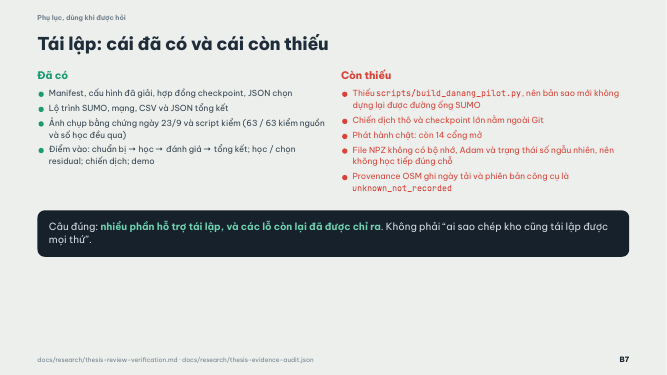 Phụ lục, dùng khi được hỏi
Tái lập: cái đã có và cái còn thiếu
Đã có
Manifest, cấu hình đã giải, hợp đồng checkpoint, JSON chọn
Lộ trình SUMO, mạng, CSV và JSON tổng kết
Ảnh chụp bằng chứng ngày 23/9 và script kiểm (63 / 63 kiểm nguồn
và số học đều qua)
Điểm vào: chuẩn bị → học → đánh giá → tổng kết; học / chọn
residual; chiến dịch; demo
Còn thiếu
Thiếu scripts/build_danang_pilot.py, nên bản sao mới không
dựng lại được đường ống SUMO
Chiến dịch thô và checkpoint lớn nằm ngoài Git
Phát hành chặt: còn 14 cổng mở
File NPZ không có bộ nhớ, Adam và trạng thái số ngẫu nhiên, nên
không học tiếp đúng chỗ
Provenance OSM ghi ngày tải và phiên bản công cụ là
unknown_not_recorded
Câu đúng: nhiều phần hỗ trợ tái lập, và các lỗ còn lại đã được chỉ ra. Không phải “ai sao chép kho cũng tái lập được
mọi thứ”.
docs/research/thesis-review-verification.md · docs/research/thesis-evidence-audit.json
B7